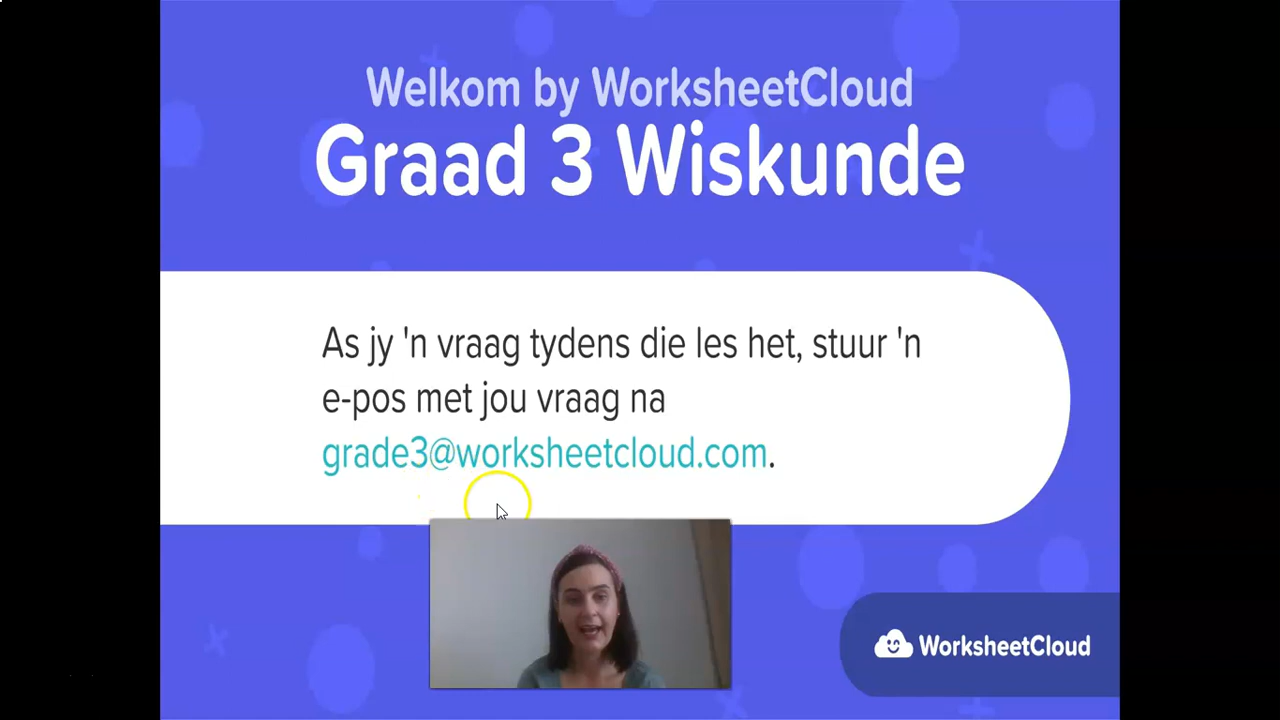 Welkom by WorksheetCloud
Graad 3 Wiskunde
As jy 'n vraag tydens die les het, stuur 'n
e-pos met jou vraag na
grade3@worksheetcloud.com.
WorksheetCloud